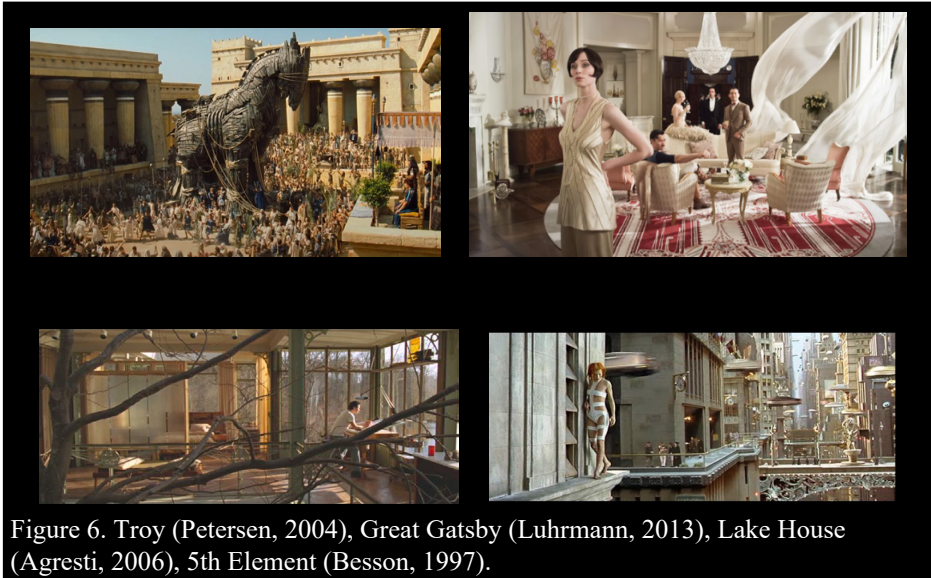 Figure 6. Troy (Petersen, 2004), Great Gatsby (Luhrmann, 2013), Lake House
(Agresti, 2006), 5th Element (Besson, 1997).